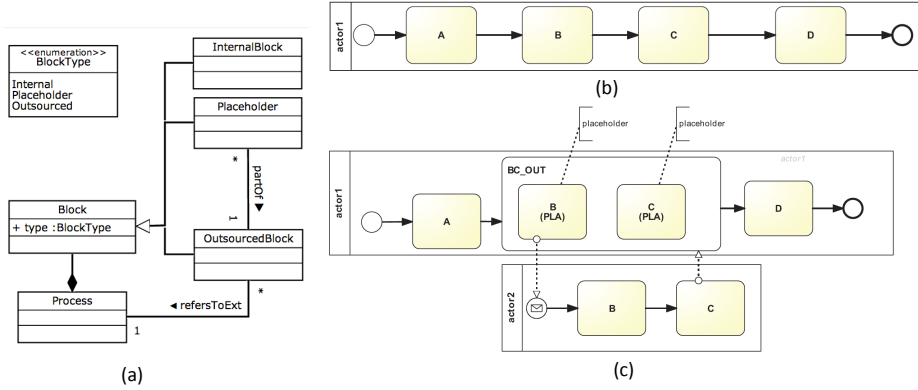 <<enumeration>>
BlockType
Internal
Placeholder
Outsourced
InternalBlock
Placeholder
*
partOf ▼
1
Block
+ type :BlockType
OutsourcedBlock
*
◄ refersToExt
Process
1
(a)
actor1
A
B
C
D
(b)
placeholder
placeholder
actor1
actor1
BC_OUT
A
B
(PLA)
C
(PLA)
D
actor2
B
C
(c)